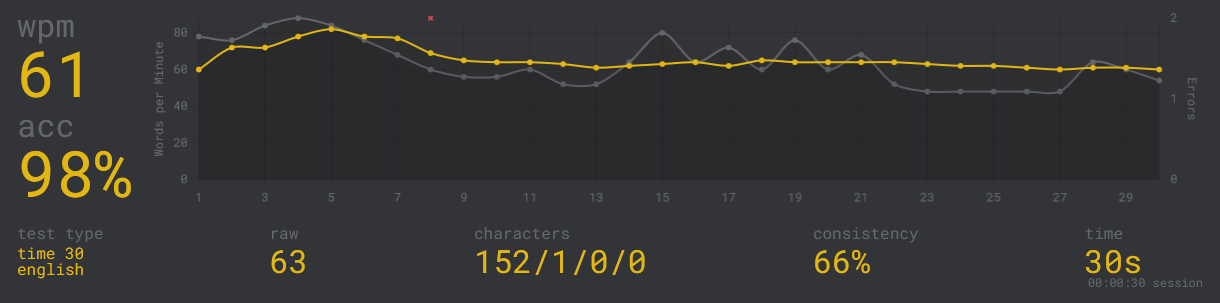 wpm
61
acc
98%
Words per Minute
80
60
40
20
0
1 3 5 7 9 11 13 15 17 19 21 23 25 27 29
2
1
0
Errors
test type
time 30
english
raw
63
characters
152/1/0/0
consistency
66%
time
30s
00:00:30 session